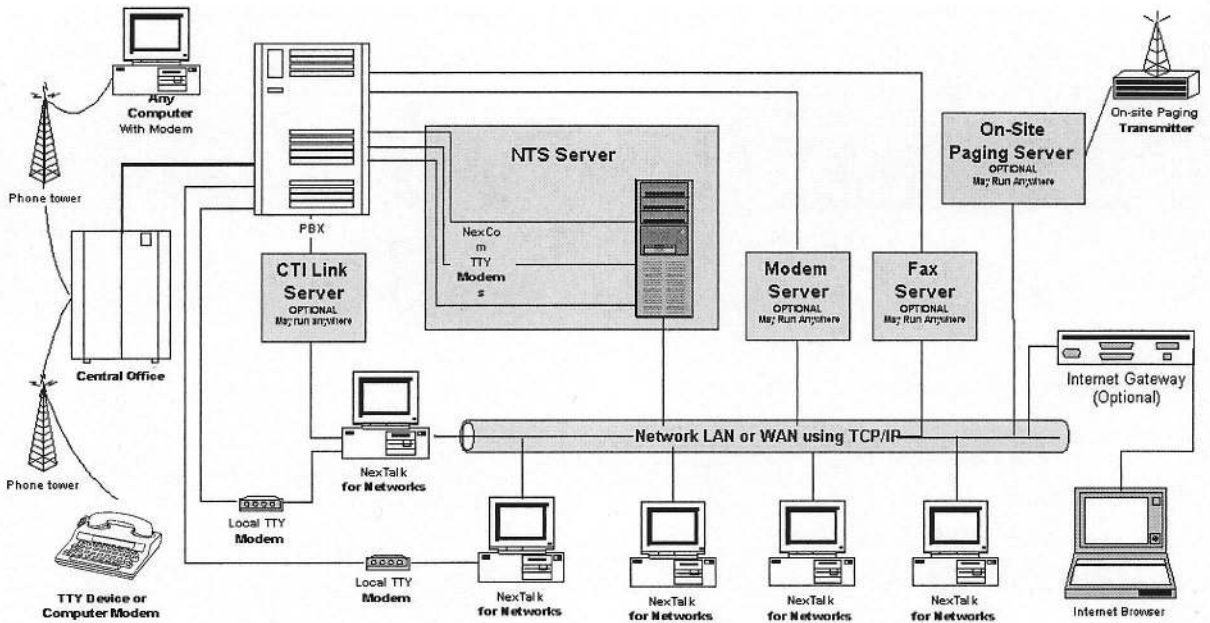 Any
Computer
With Modem
Phone tower
PBX
NTS Server
NexCo
m
TTY
Modem
s
On-Site
Paging Server
OPTIONAL
May Run Anywhere
On-site Paging
Transmitter
CTI Link
Server
OPTIONAL
May Run anywhere
Modem
Server
OPTIONAL
May Run Anywhere
Fax
Server
OPTIONAL
May Run Anywhere
Central Office
Internet Gateway
(Optional)
Network LAN or WAN using TCP/IP
Phone tower
NexTalk
for Networks
Local TTY
Modem
Local TTY
Modem
TTY Device or
Computer Modem
NexTalk
for Networks
NexTalk
for Networks
NexTalk
for Networks
NexTalk
for Networks
Internet Browser